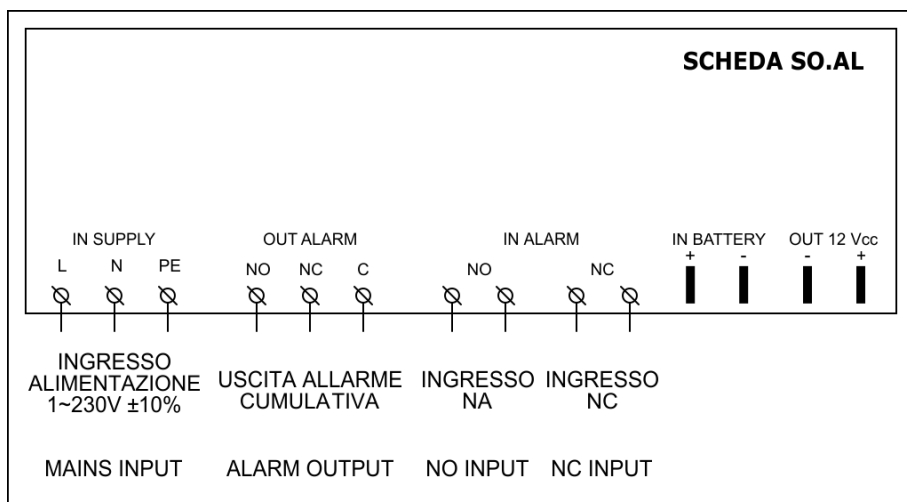 SCHEDA SO.AL
IN SUPPLY OUT ALARM IN ALARM IN BATTERY OUT 12 Vcc
L N PE NO NC C NO NC + - - +
INGRESSO
ALIMENTAZIONE
1~230V ±10%
USCITA ALLARME
CUMULATIVA
INGRESSO
NA
INGRESSO
NC
MAINS INPUT ALARM OUTPUT NO INPUT NC INPUT